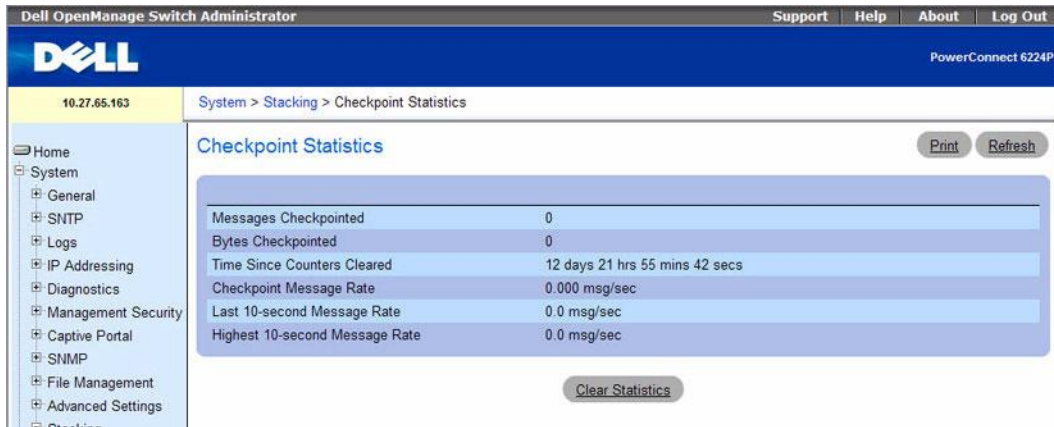 Dell OpenManage Switch Administrator Support Help About Log Out
DELL
PowerConnect 6224P
10.27.65.163
System > Stacking > Checkpoint Statistics
Home
System
General
SNTP
Logs
IP Addressing
Diagnostics
Management Security
Captive Portal
SNMP
File Management
Advanced Settings
Stacking
Checkpoint Statistics
Print Refresh
Messages Checkpointed 0
Bytes Checkpointed 0
Time Since Counters Cleared 12 days 21 hrs 55 mins 42 secs
Checkpoint Message Rate 0.000 msg/sec
Last 10-second Message Rate 0.0 msg/sec
Highest 10-second Message Rate 0.0 msg/sec
Clear Statistics